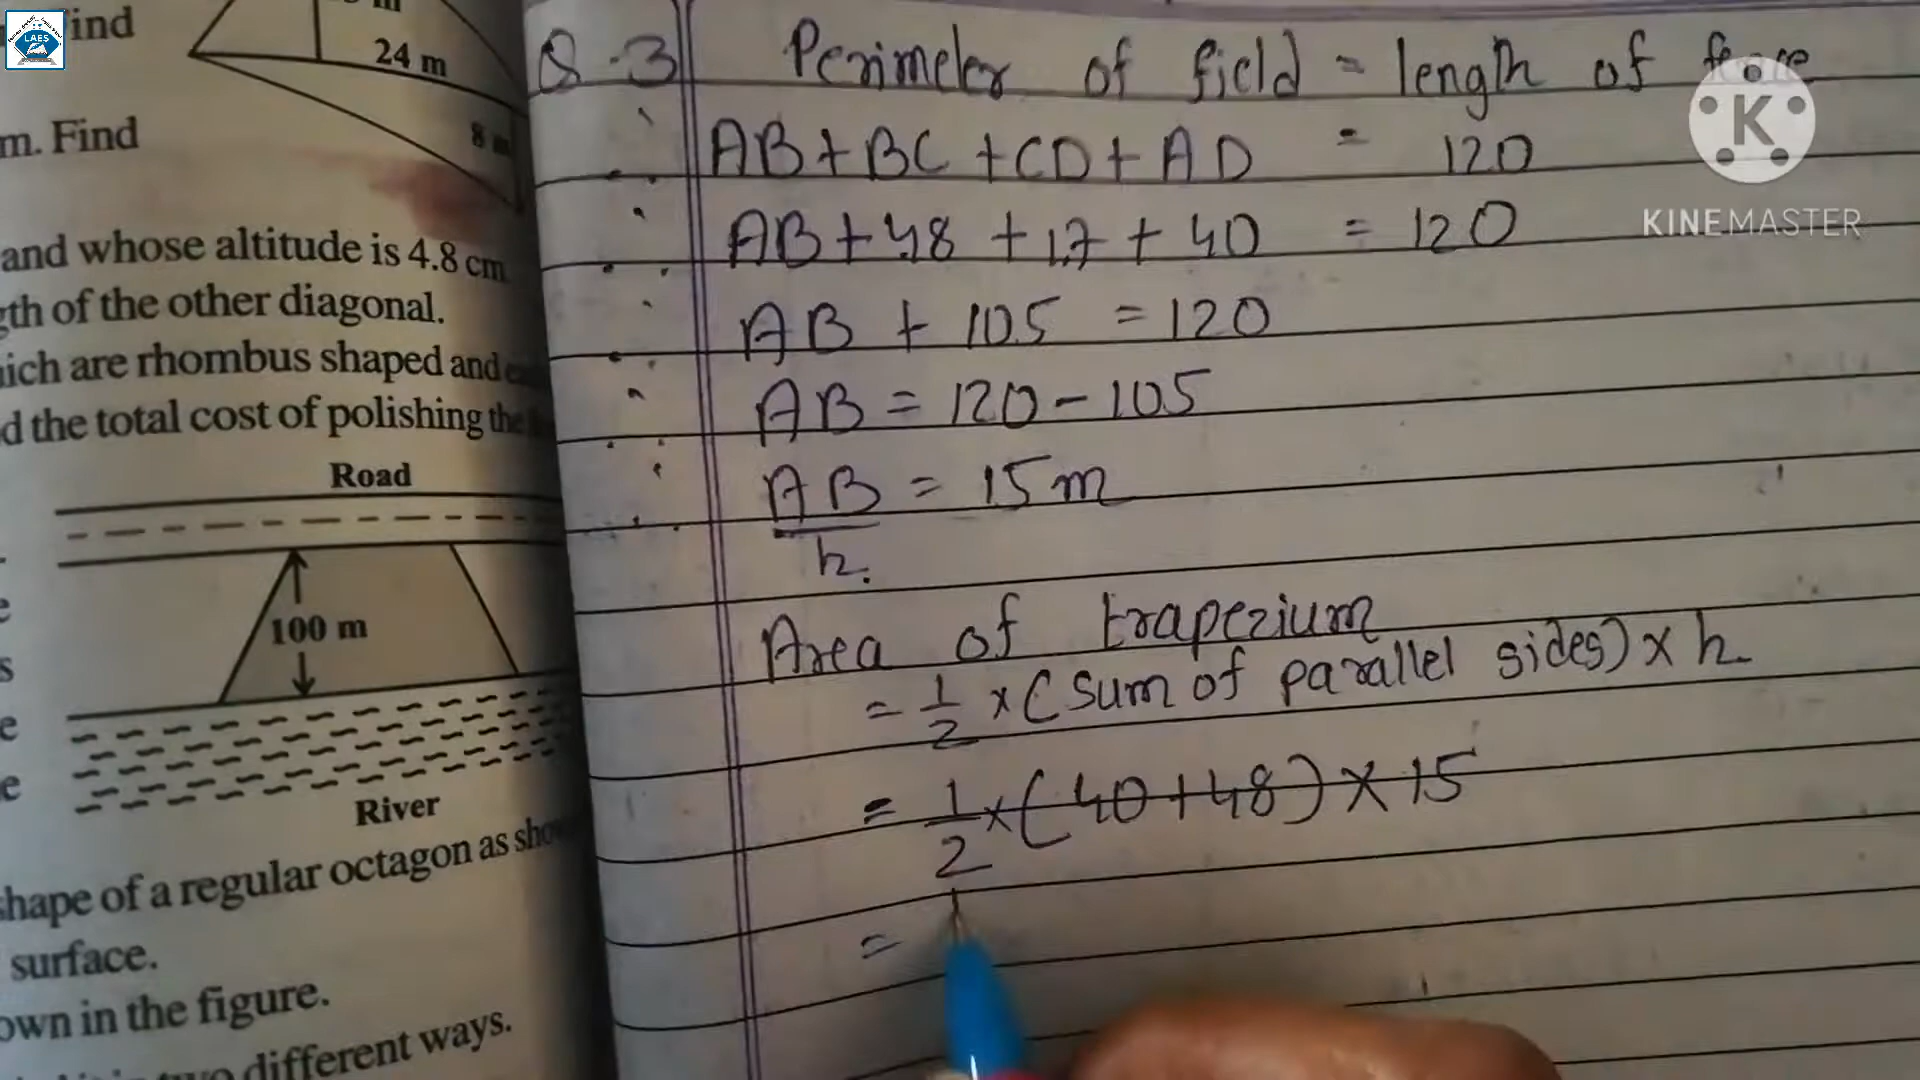 LAES
ind
24 m
m. Find
8 m
and whose altitude is 4.8 cm
gth of the other diagonal.
ich are rhombus shaped and
d the total cost of polishing the
Road
100 m
River
shape of a regular octagon as
surface.
own in the figure.
different ways.
Q-3 Perimeter of field = length of
AB+BC+CD+AD = 120
AB+48+17+40 = 120
AB + 105 = 120
AB = 120-105
AB = 15m
h.
Area of trapezium
= 1/2 × (sum of parallel sides) × h
= 1/2 × (40+48) × 15
=
K
KINEMASTER